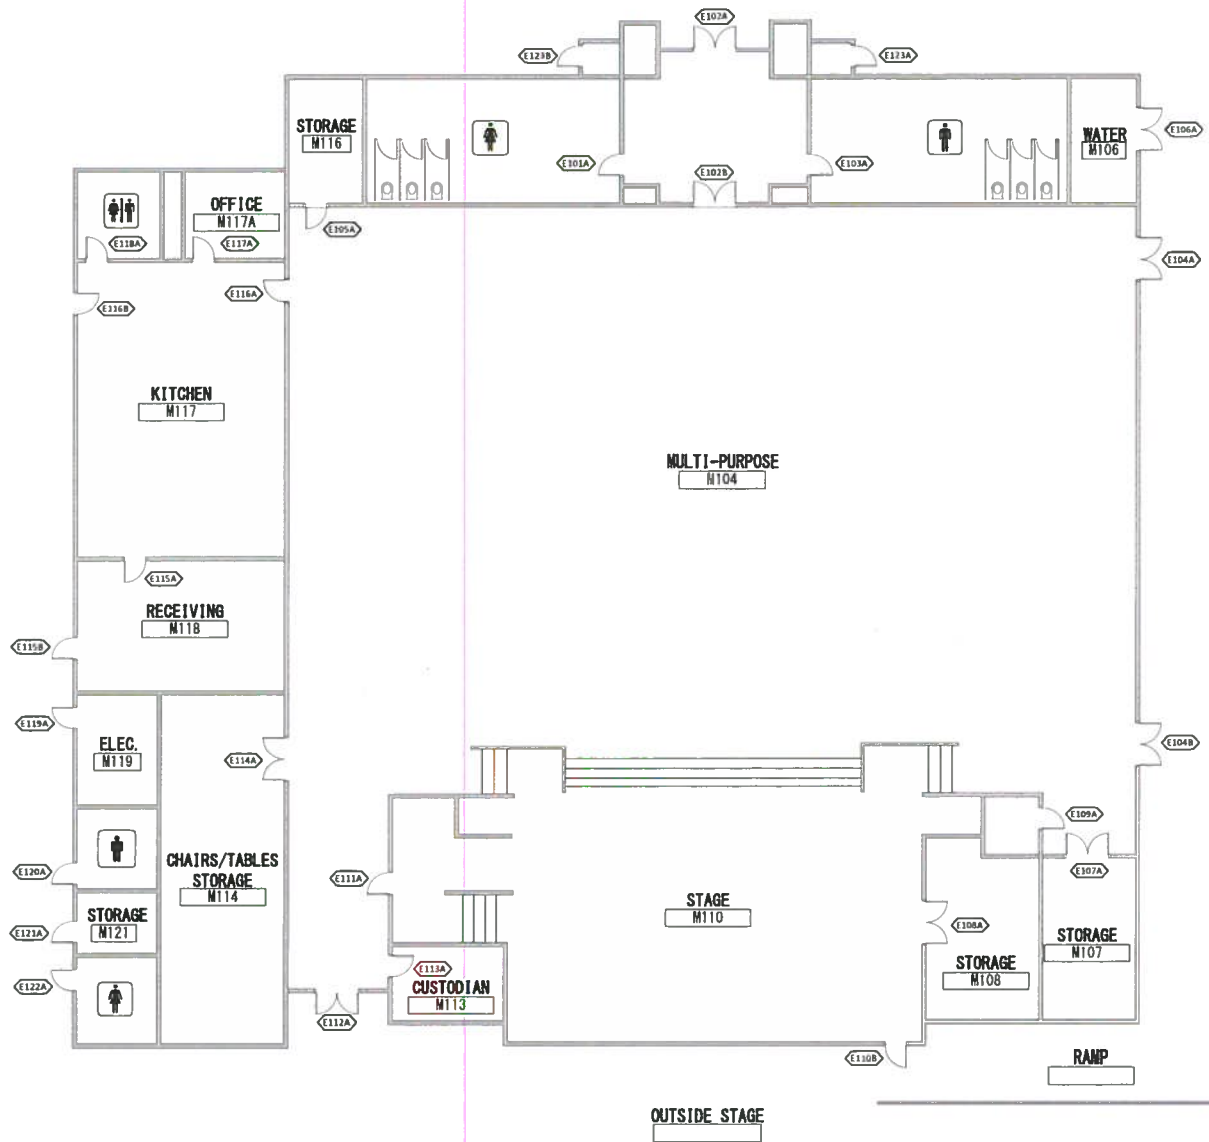 E102A
E123B
E123A
STORAGE
M116
WATER
M106
E106A
E101A
E103A
E102B
OFFICE
M117A
E118A
E117A
E105A
E104A
E116A
E116B
KITCHEN
M117
MULTI-PURPOSE
M104
E115A
RECEIVING
M118
E115B
E119A
ELEC.
M119
E114A
E104B
E109A
CHAIRS/TABLES
STORAGE
M114
E120A
E111A
E107A
STAGE
M110
STORAGE
M121
E121A
E108A
STORAGE
M107
STORAGE
M108
E113A
CUSTODIAN
M113
E122A
E112A
E110B
RAMP
OUTSIDE STAGE